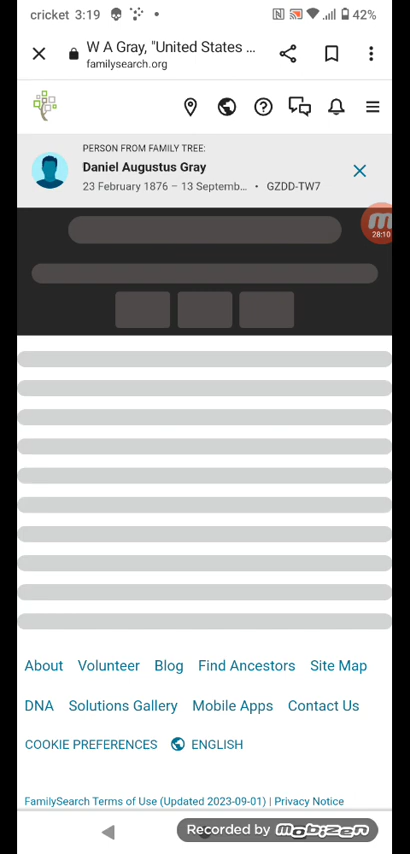 cricket 3:19 42%
W A Gray, "United States ...
familysearch.org
PERSON FROM FAMILY TREE:
Daniel Augustus Gray
23 February 1876 – 13 Septemb... • GZDD-TW7
28:10
About Volunteer Blog Find Ancestors Site Map
DNA Solutions Gallery Mobile Apps Contact Us
COOKIE PREFERENCES ENGLISH
FamilySearch Terms of Use (Updated 2023-09-01) | Privacy Notice
Recorded by mobizen